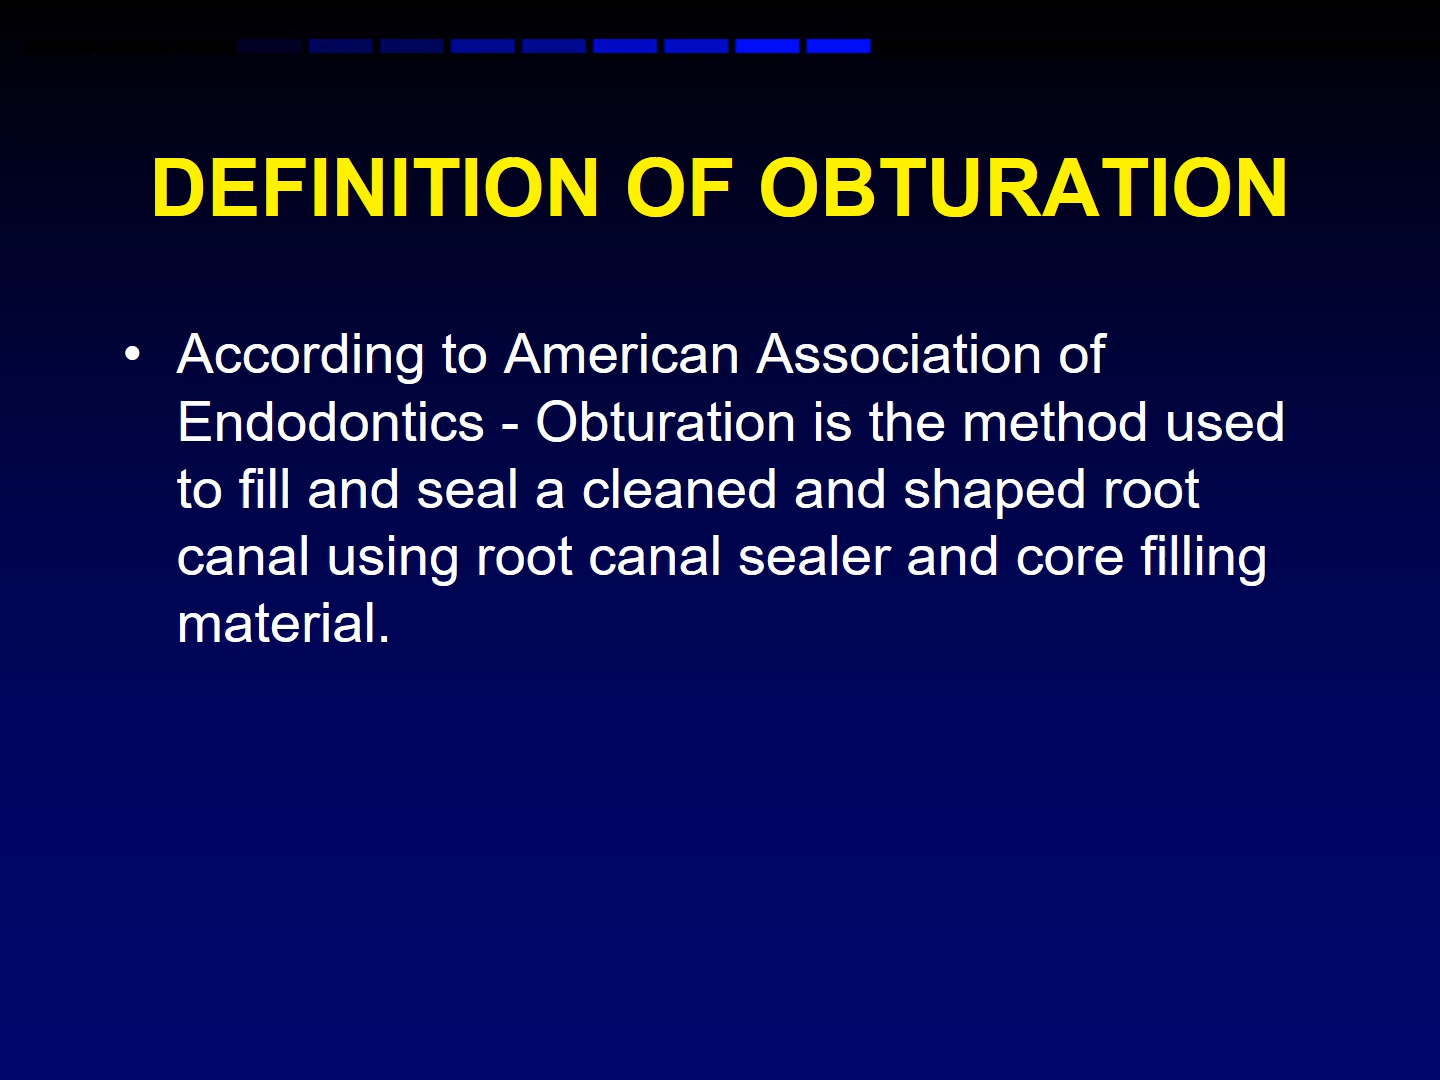 DEFINITION OF OBTURATION
• According to American Association of
Endodontics - Obturation is the method used
to fill and seal a cleaned and shaped root
canal using root canal sealer and core filling
material.